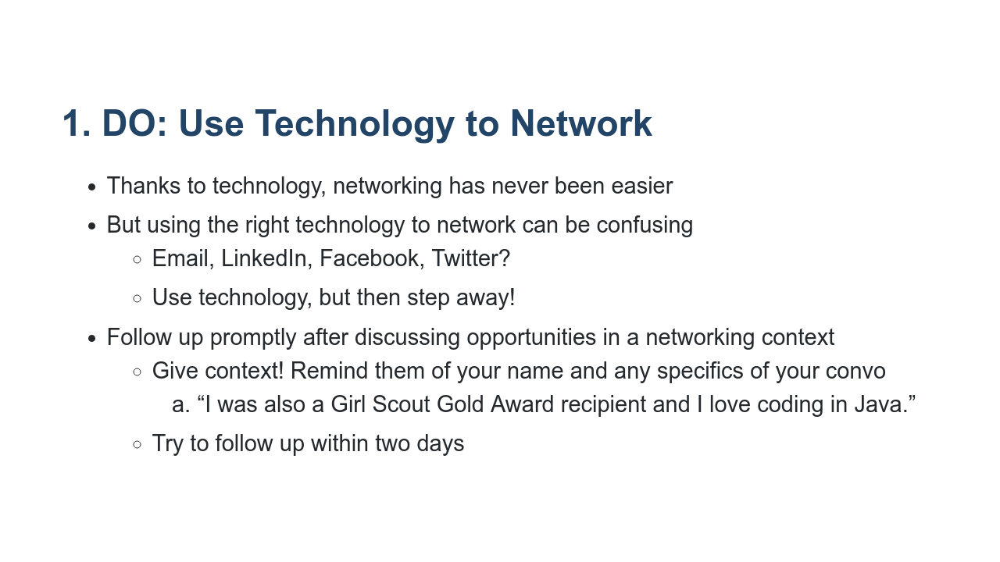 1. DO: Use Technology to Network
• Thanks to technology, networking has never been easier
• But using the right technology to network can be confusing
○ Email, LinkedIn, Facebook, Twitter?
○ Use technology, but then step away!
• Follow up promptly after discussing opportunities in a networking context
○ Give context! Remind them of your name and any specifics of your convo
a. “I was also a Girl Scout Gold Award recipient and I love coding in Java.”
○ Try to follow up within two days